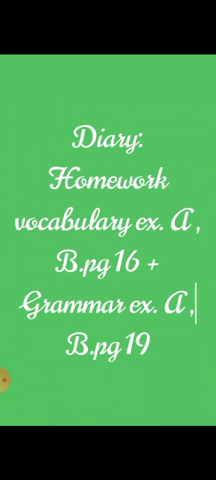 Diary:
Homework
vocabulary ex. A,
B.pg 16 +
Grammar ex. A,
B.pg 19